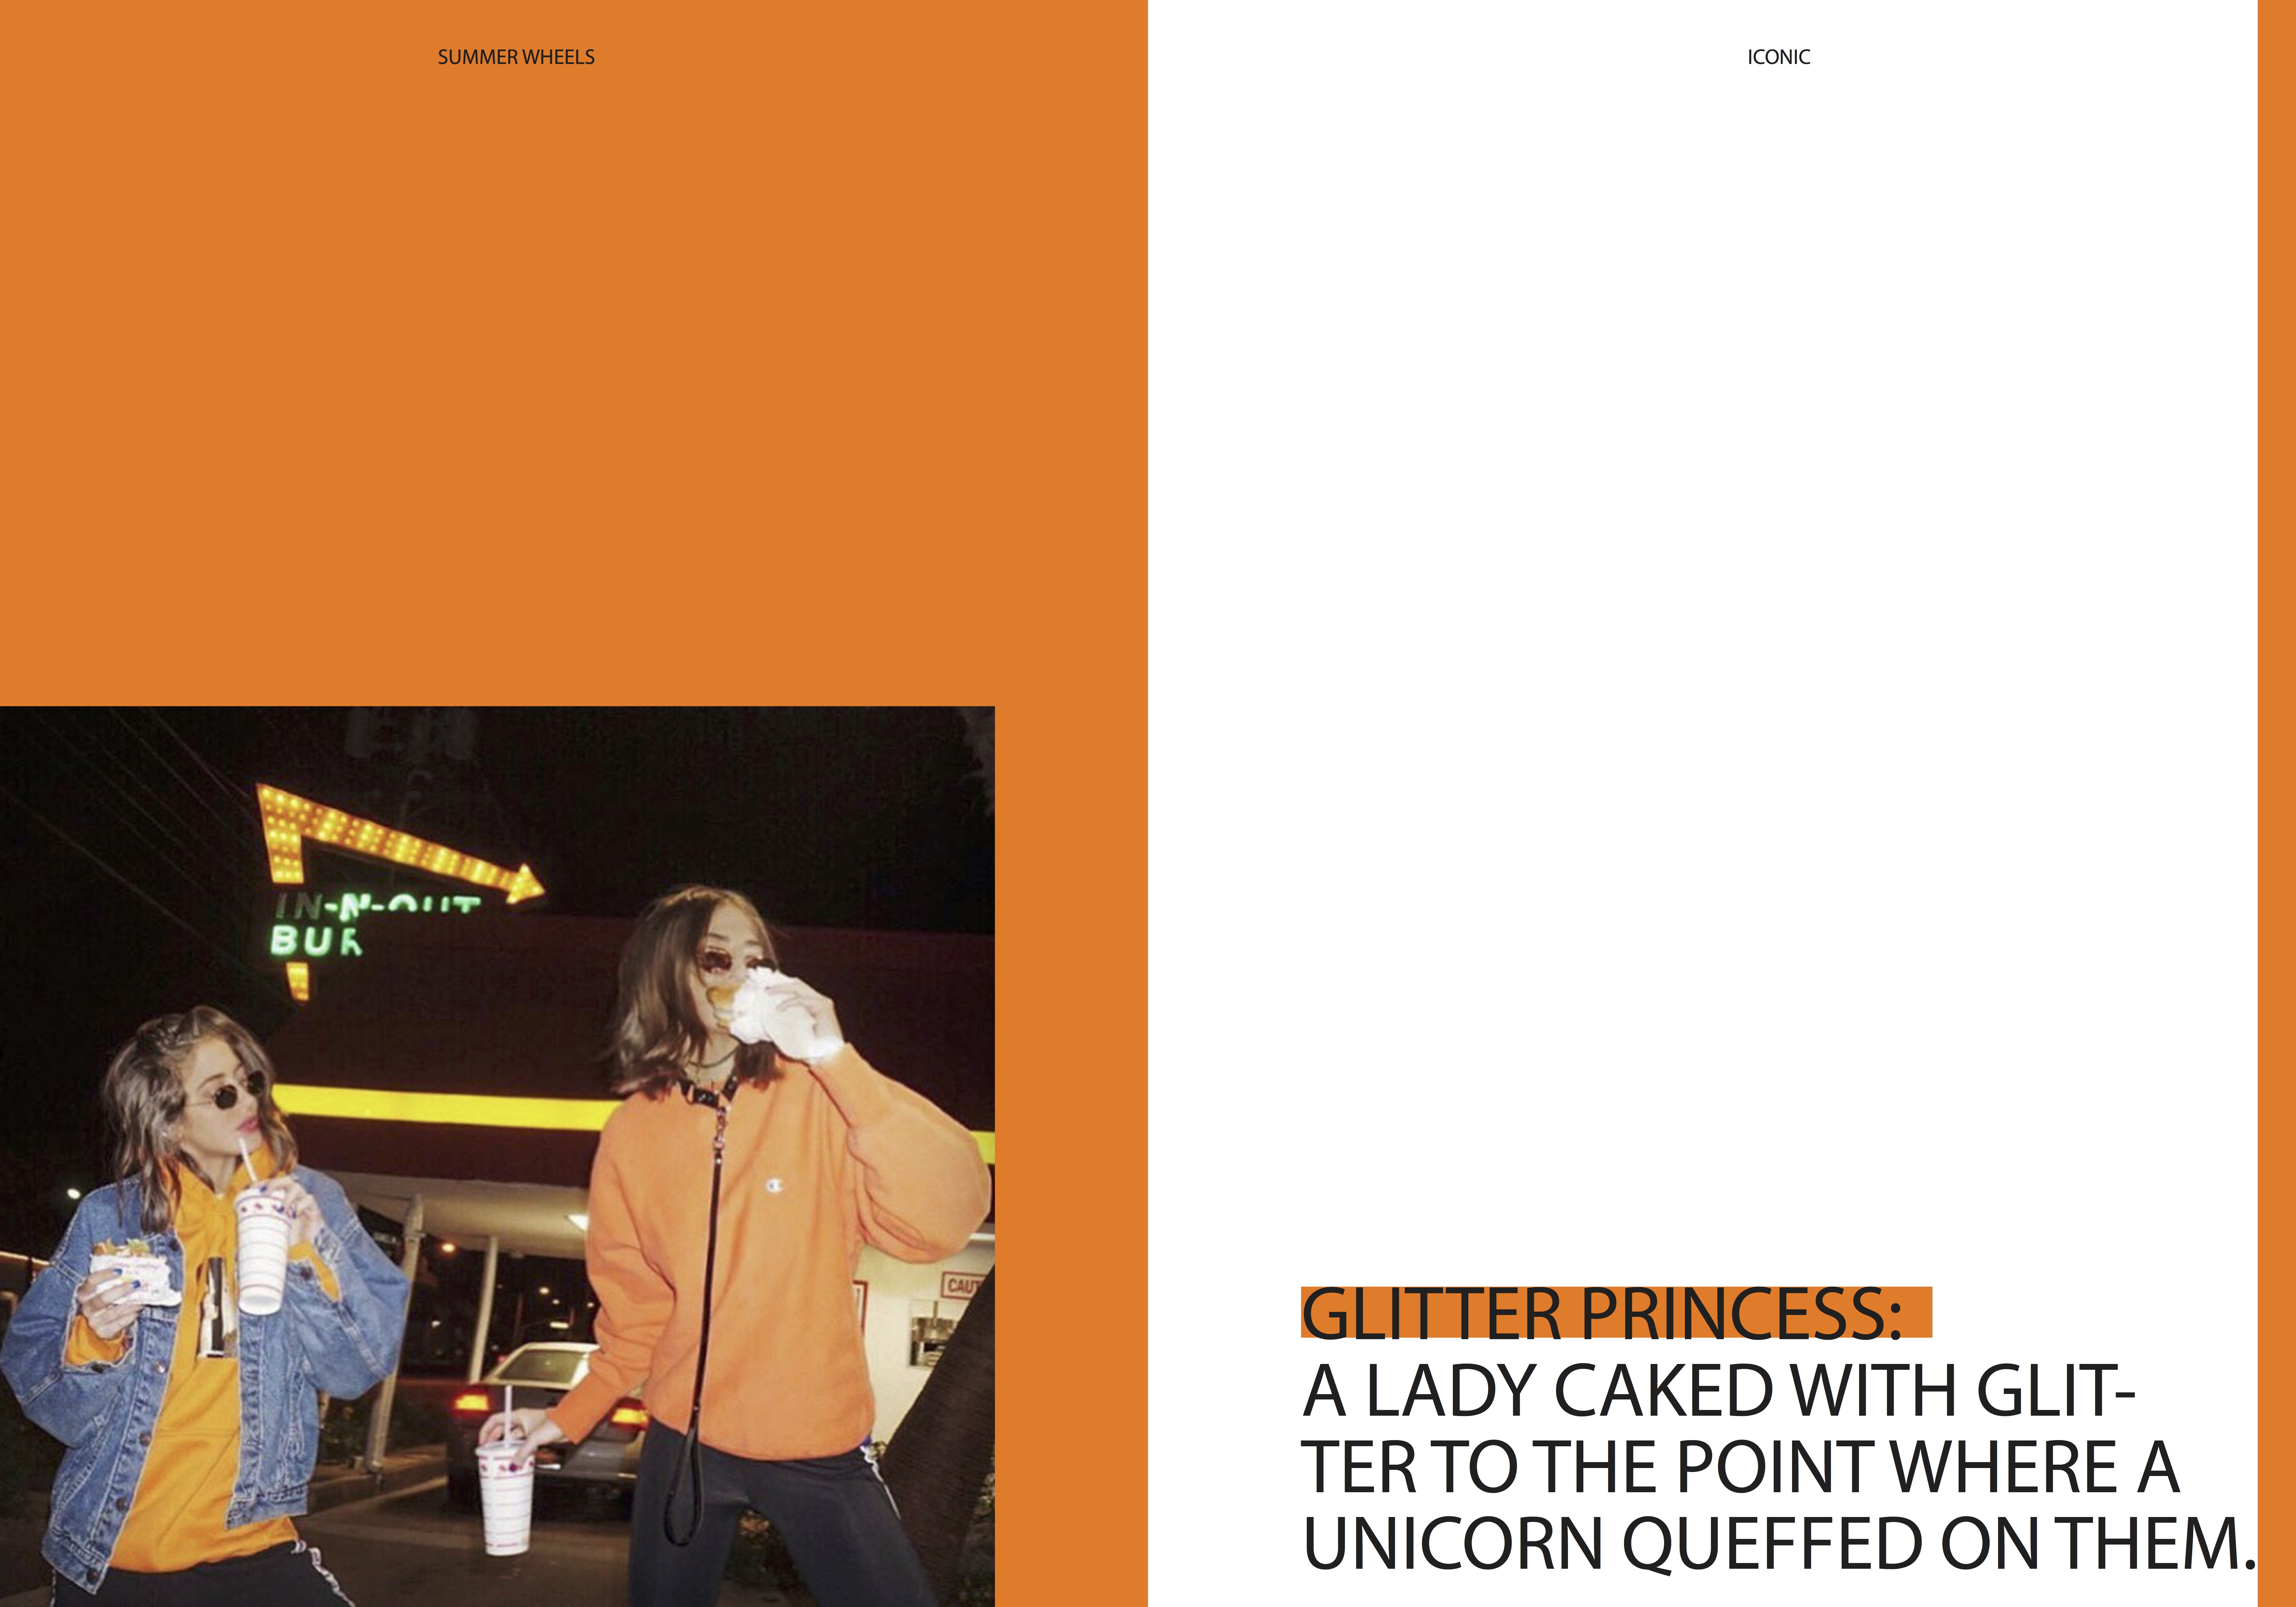 SUMMER WHEELS
ICONIC
IN-N-OUT
BUR
CAUT
GLITTER PRINCESS:
A LADY CAKED WITH GLIT-
TER TO THE POINT WHERE A
UNICORN QUEFFED ON THEM.